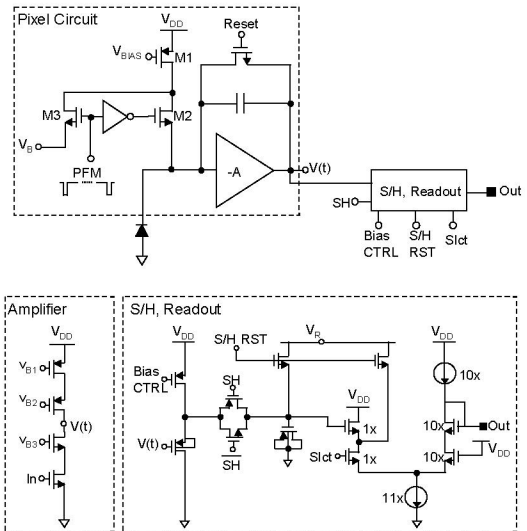 Pixel Circuit
VDD
Reset
VBIAS
M1
M3
M2
VB
PFM
-A
V(t)
S/H, Readout
Out
SH
Bias CTRL
S/H RST
Slct
Amplifier
VDD
VB1
VB2
V(t)
VB3
In
S/H, Readout
VDD
S/H RST
VR
VDD
Bias CTRL
SH
10x
VDD
V(t)
1x
10x
Out
SH
Slct
1x
10x
VDD
11x